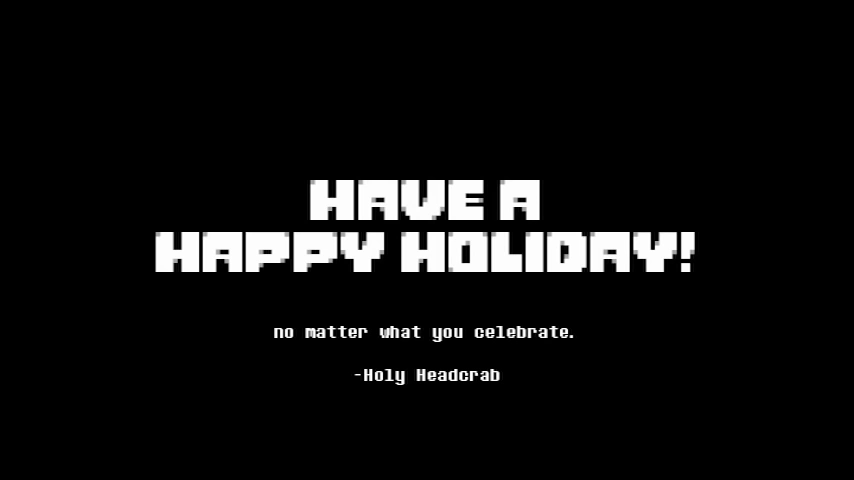 HAVE A
HAPPY HOLIDAY!
no matter what you celebrate.
-Holy Headcrab